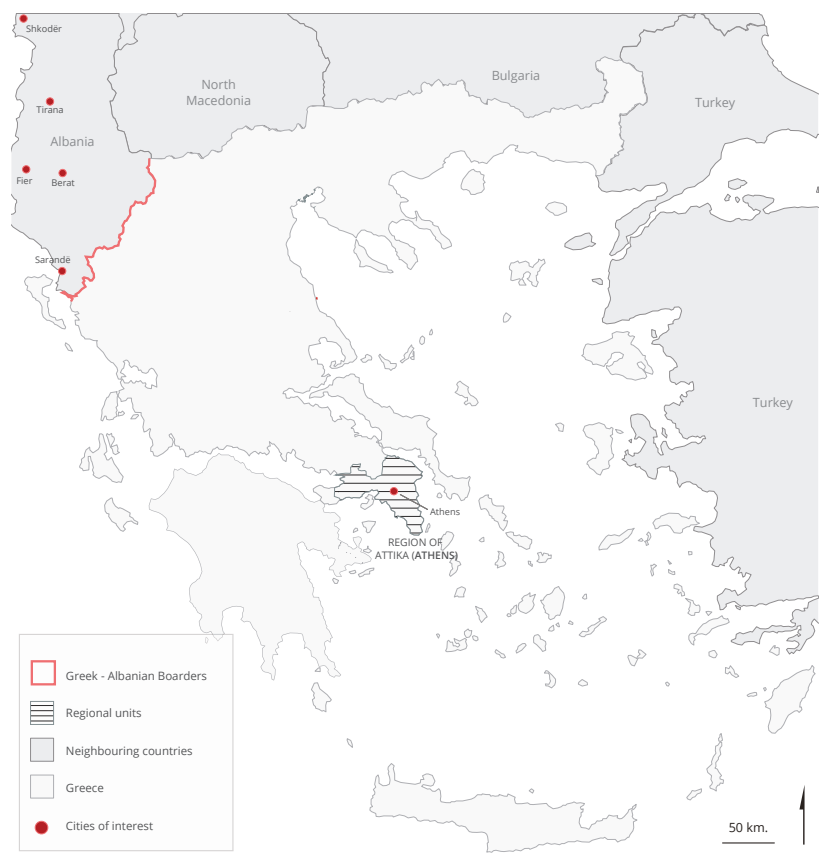 Shkodër
North
Macedonia
Bulgaria
Turkey
Tirana
Albania
Fier
Berat
Sarandë
Turkey
Athens
REGION OF
ATTIKA (ATHENS)
Greek - Albanian Boarders
Regional units
Neighbouring countries
Greece
Cities of interest
50 km.